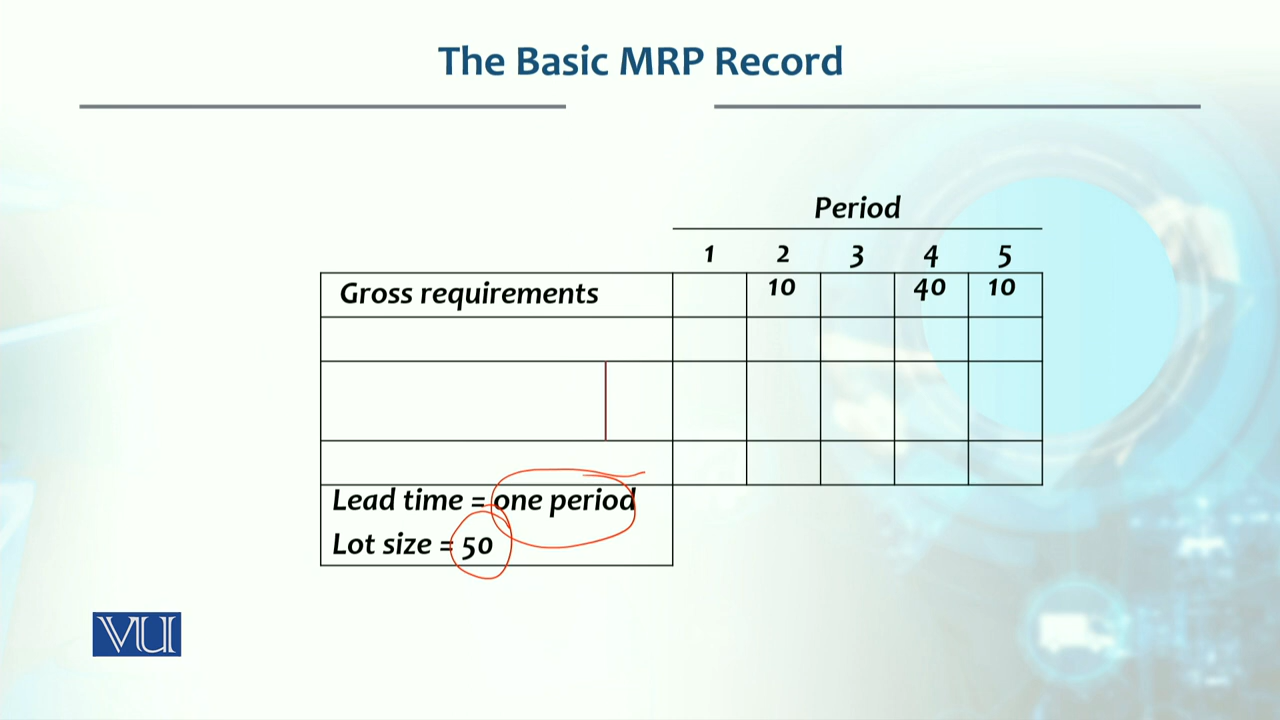 The Basic MRP Record
Period
1 2 3 4 5
Gross requirements 10 40 10
Lead time = one period
Lot size = 50
VU